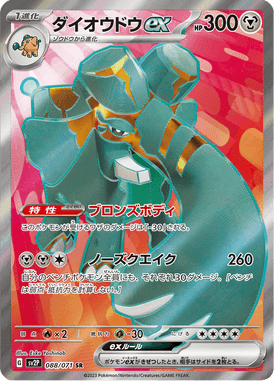 1進化 ダイオウドウex HP300
ゾウドウから進化
特性 ブロンズボディ
このポケモンが受けるワザのダメージは「-30」される。
ノーズクエイク 260
自分のベンチポケモン全員にも、それぞれ30ダメージ。[ベンチは弱点・抵抗力を計算しない。]
弱点 ×2 抵抗力 -30 にげる
exルール
ポケモンexがきぜつしたとき、相手はサイドを2枚とる。
Illus. Eske Yoshinob
G SV2P 088/071 SR
©2023 Pokémon/Nintendo/Creatures/GAME FREAK.